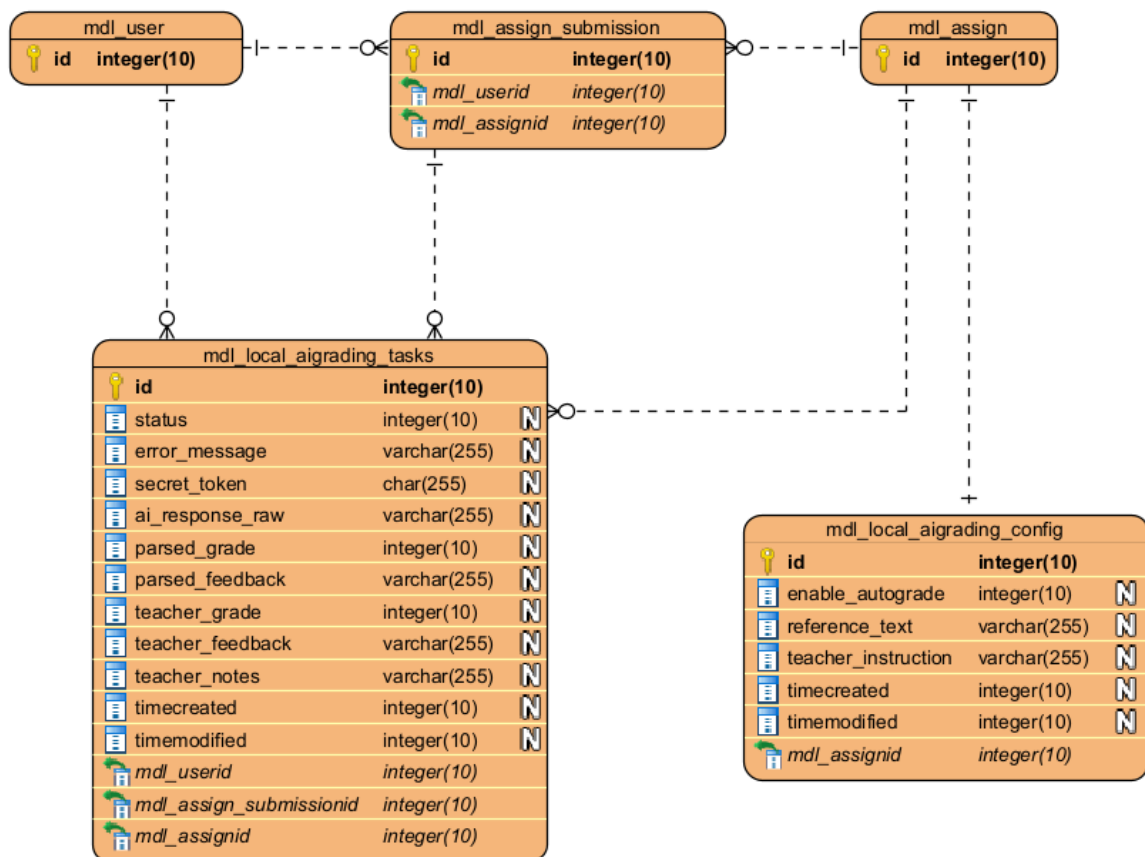 mdl_user
id integer(10)
mdl_assign_submission
id integer(10)
mdl_userid integer(10)
mdl_assignid integer(10)
mdl_assign
id integer(10)
mdl_local_aigrading_tasks
id integer(10)
status integer(10) N
error_message varchar(255) N
secret_token char(255) N
ai_response_raw varchar(255) N
parsed_grade integer(10) N
parsed_feedback varchar(255) N
teacher_grade integer(10) N
teacher_feedback varchar(255) N
teacher_notes varchar(255) N
timecreated integer(10) N
timemodified integer(10) N
mdl_userid integer(10)
mdl_assign_submissionid integer(10)
mdl_assignid integer(10)
mdl_local_aigrading_config
id integer(10)
enable_autograde integer(10) N
reference_text varchar(255) N
teacher_instruction varchar(255) N
timecreated integer(10) N
timemodified integer(10) N
mdl_assignid integer(10)